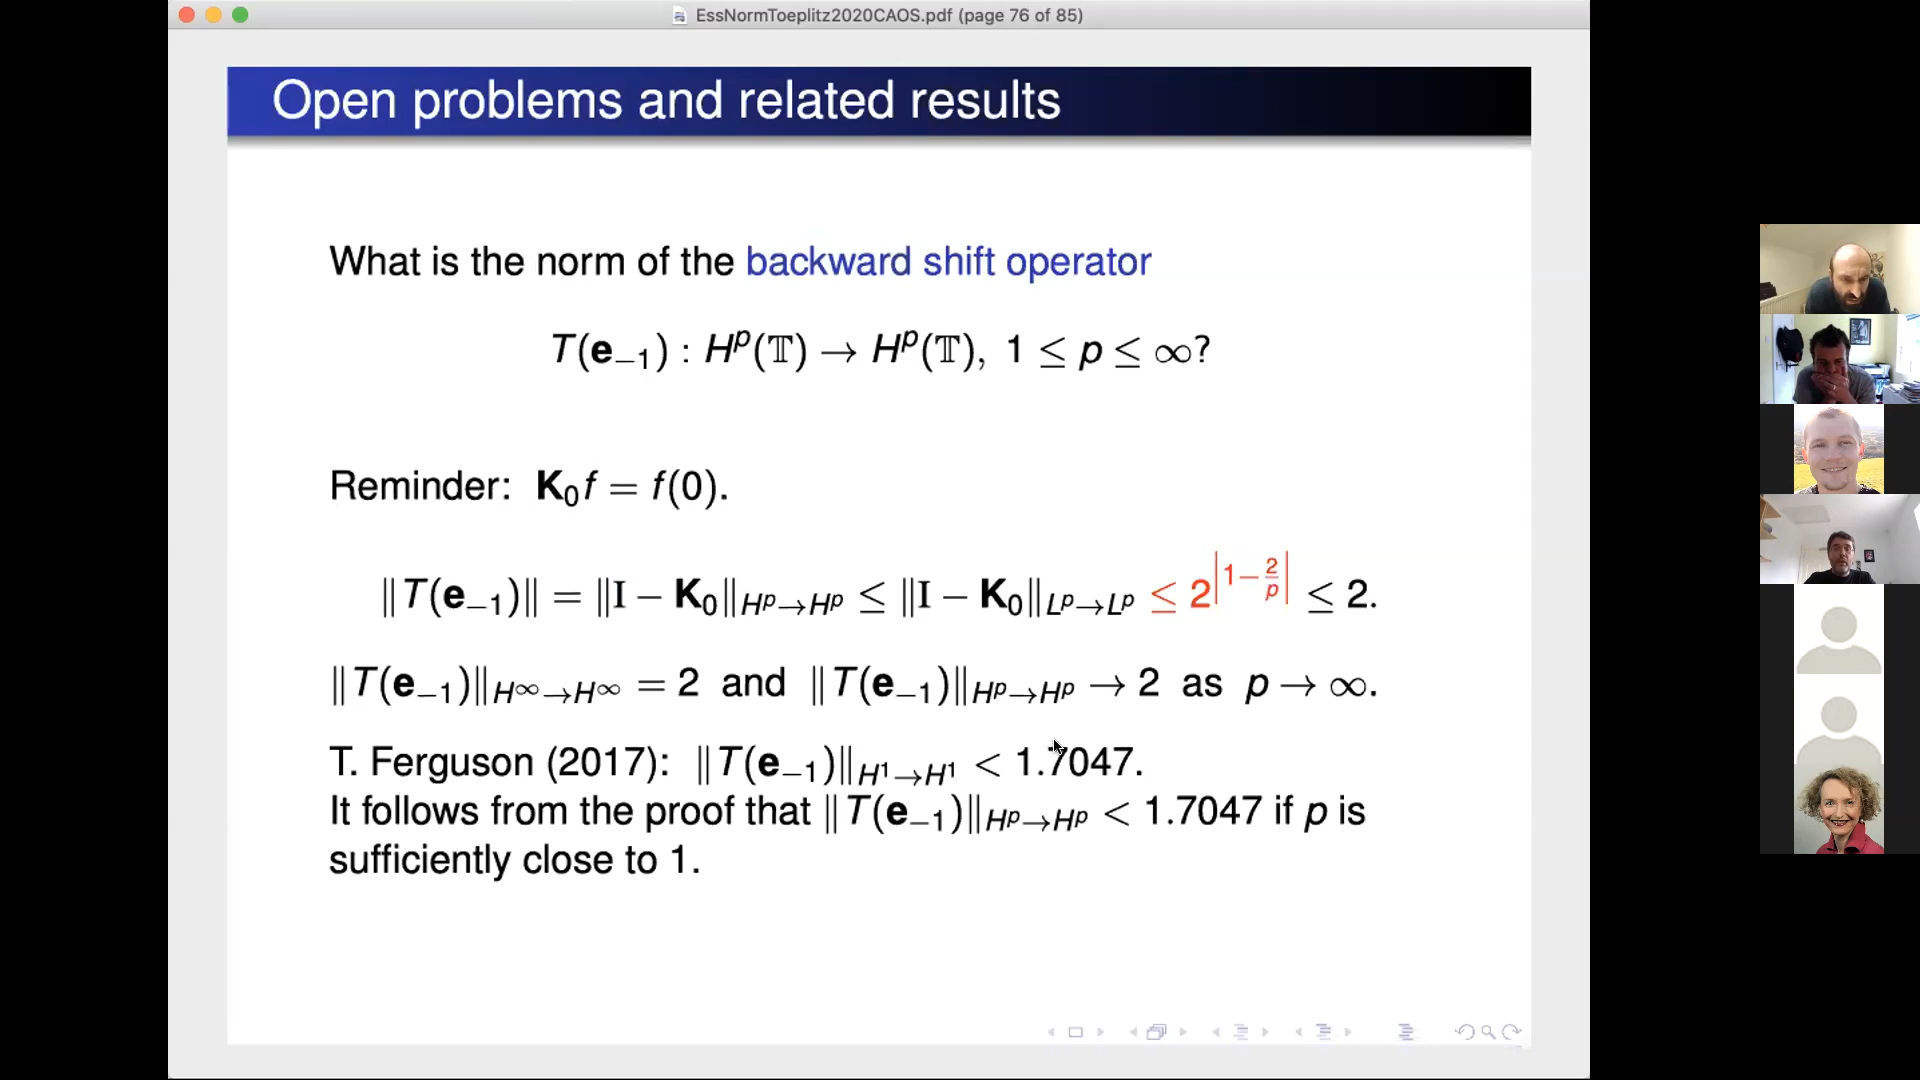 EssNormToeplitz2020CAOS.pdf (page 76 of 85)
Open problems and related results
What is the norm of the backward shift operator
T(𝐞₋₁) : Hᵖ(𝕋) → Hᵖ(𝕋), 1 ≤ p ≤ ∞?
Reminder: 𝐊₀f = f(0).
‖T(𝐞₋₁)‖ = ‖I − 𝐊₀‖_{Hᵖ→Hᵖ} ≤ ‖I − 𝐊₀‖_{Lᵖ→Lᵖ} ≤ 2^{|1−2/p|} ≤ 2.
‖T(𝐞₋₁)‖_{H^∞→H^∞} = 2 and ‖T(𝐞₋₁)‖_{Hᵖ→Hᵖ} → 2 as p → ∞.
T. Ferguson (2017): ‖T(𝐞₋₁)‖_{H¹→H¹} < 1.7047.
It follows from the proof that ‖T(𝐞₋₁)‖_{Hᵖ→Hᵖ} < 1.7047 if p is
sufficiently close to 1.